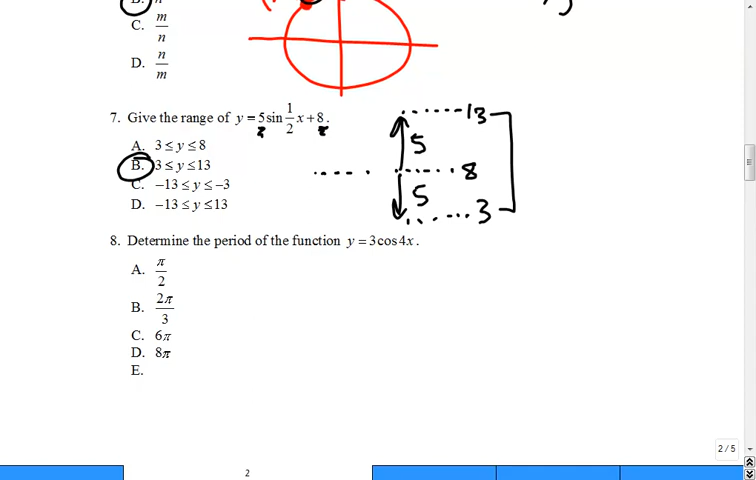 C. m/n
D. n/m
7. Give the range of y = 5 sin 1/2 x + 8.
A. 3 ≤ y ≤ 8
B. 3 ≤ y ≤ 13
C. −13 ≤ y ≤ −3
D. −13 ≤ y ≤ 13
13
5
8
5
3
8. Determine the period of the function y = 3 cos 4x.
A. π/2
B. 2π/3
C. 6π
D. 8π
E.
2 / 5
2